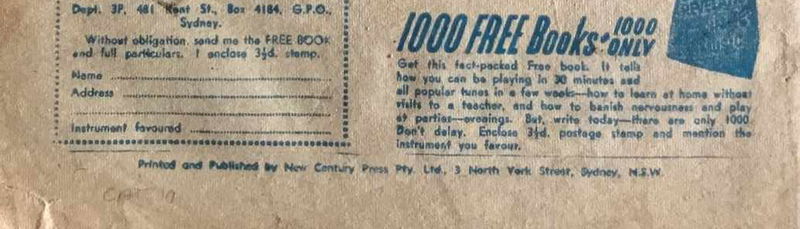 Dept. 3P, 481 Kent St., Box 4184, G.P.O.,
Sydney.
Without obligation send me the FREE BOOK
and full particulars. I enclose 3½d. stamp.
Name
Address
Instrument favoured
1000 FREE Books • 1000 ONLY
Get this fact-packed Free book. It tells
how you can be playing in 30 minutes and
all popular tunes in a few weeks—how to learn at home without
visits to a teacher, and how to banish nervousness and play
at parties—evenings. But, write today—there are only 1000.
Don't delay. Enclose 3½d. postage stamp and mention the
instrument you favour.
Printed and Published by New Century Press Pty. Ltd., 3 North York Street, Sydney, N.S.W.